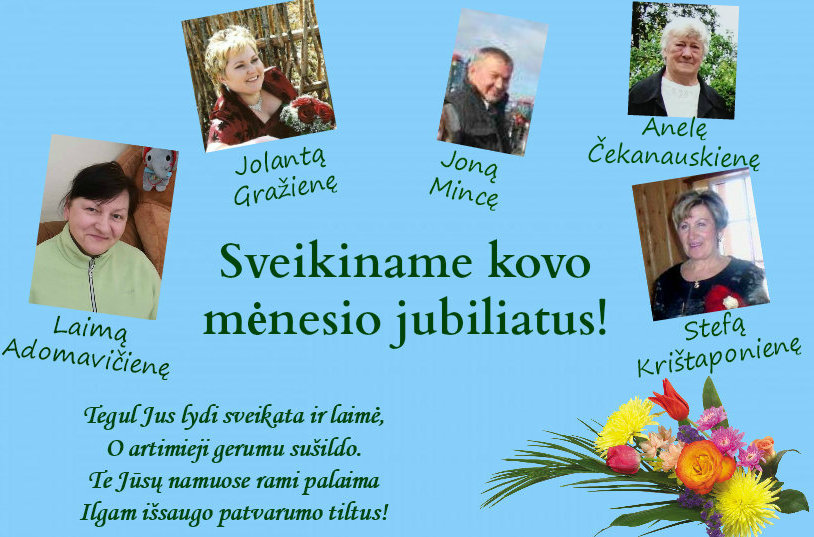 Jolantą
Gražienę
Joną
Mincę
Anelę
Čekanauskienę
Laimą
Adomavičienę
Stefą
Krištaponienę
Sveikiname kovo
mėnesio jubiliatus!
Tegul Jus lydi sveikata ir laimė,
O artimieji gerumu sušildo.
Te Jūsų namuose rami palaima
Ilgam išsaugo patvarumo tiltus!